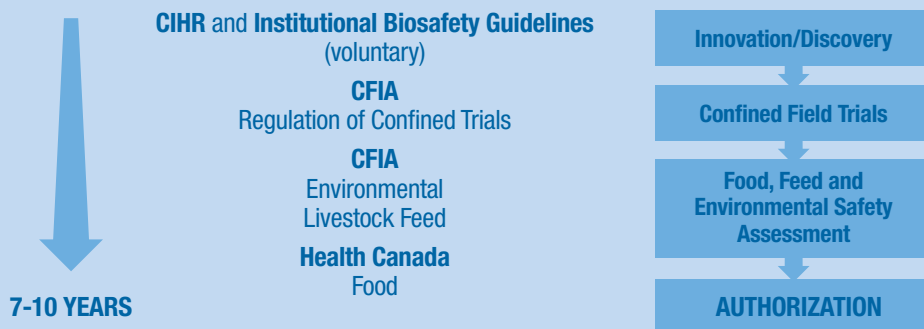 CIHR and Institutional Biosafety Guidelines
(voluntary)
CFIA
Regulation of Confined Trials
CFIA
Environmental
Livestock Feed
Health Canada
Food
7-10 YEARS
Innovation/Discovery
Confined Field Trials
Food, Feed and
Environmental Safety
Assessment
AUTHORIZATION